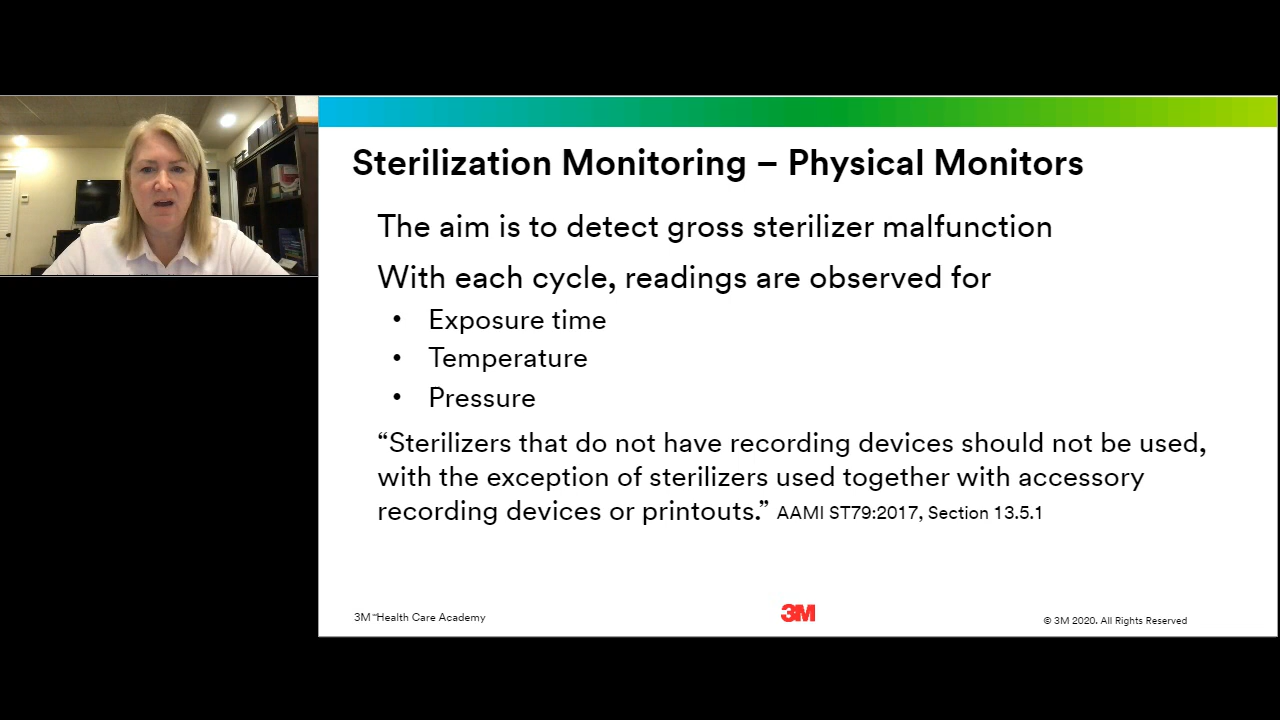 Sterilization Monitoring – Physical Monitors
The aim is to detect gross sterilizer malfunction
With each cycle, readings are observed for
• Exposure time
• Temperature
• Pressure
“Sterilizers that do not have recording devices should not be used,
with the exception of sterilizers used together with accessory
recording devices or printouts.” AAMI ST79:2017, Section 13.5.1
3M℠Health Care Academy
3M
© 3M 2020. All Rights Reserved